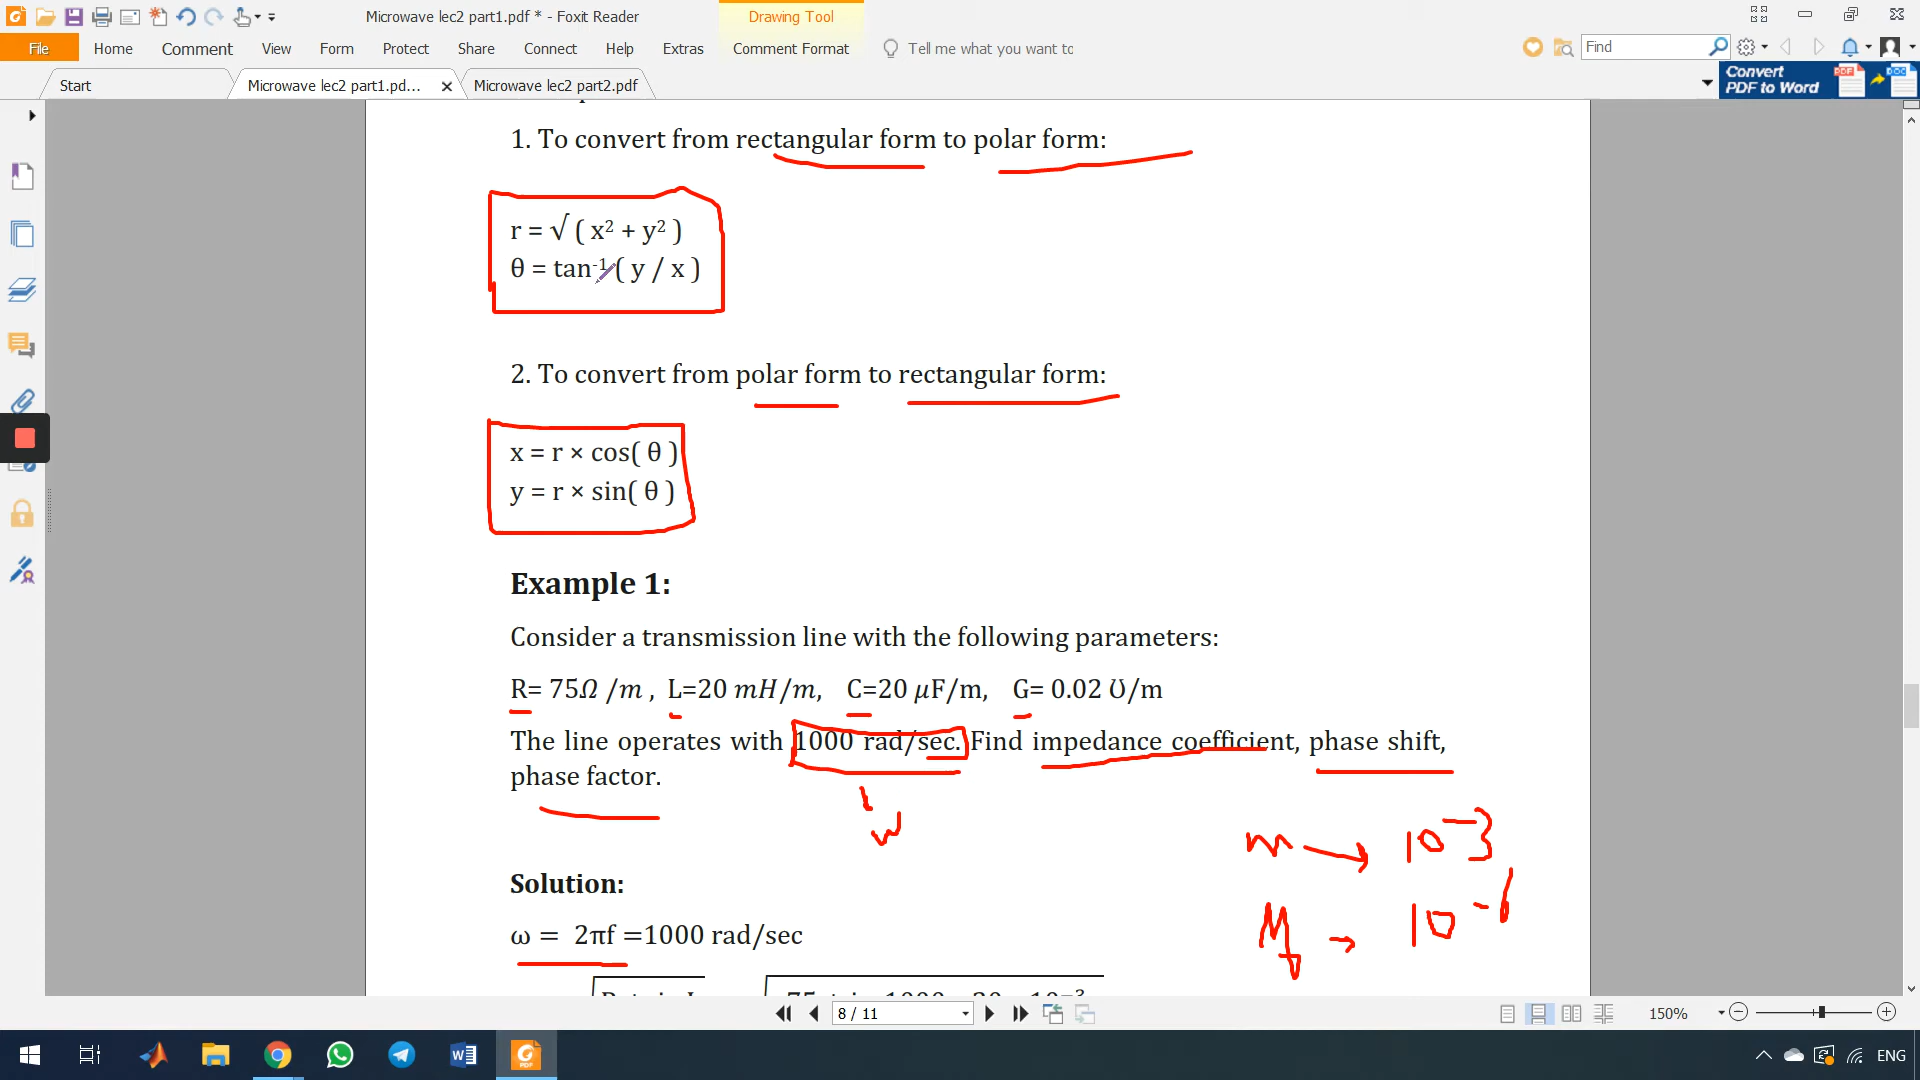 Microwave lec2 part1.pdf * - Foxit Reader
Drawing Tool
File Home Comment View Form Protect Share Connect Help Extras Comment Format Tell me what you want to
Find
Start Microwave lec2 part1.pd... Microwave lec2 part2.pdf
Convert
PDF to Word
PDF DOC
1. To convert from rectangular form to polar form:
r = √ ( x² + y² )
θ = tan⁻¹ ( y / x )
2. To convert from polar form to rectangular form:
x = r × cos( θ )
y = r × sin( θ )
Example 1:
Consider a transmission line with the following parameters:
R= 75Ω /m , L=20 mH/m, C=20 μF/m, G= 0.02 ℧/m
The line operates with 1000 rad/sec. Find impedance coefficient, phase shift,
phase factor.
w
m → 10⁻³
μ → 10⁻⁶
Solution:
ω = 2πf =1000 rad/sec
8 / 11
150%
ENG